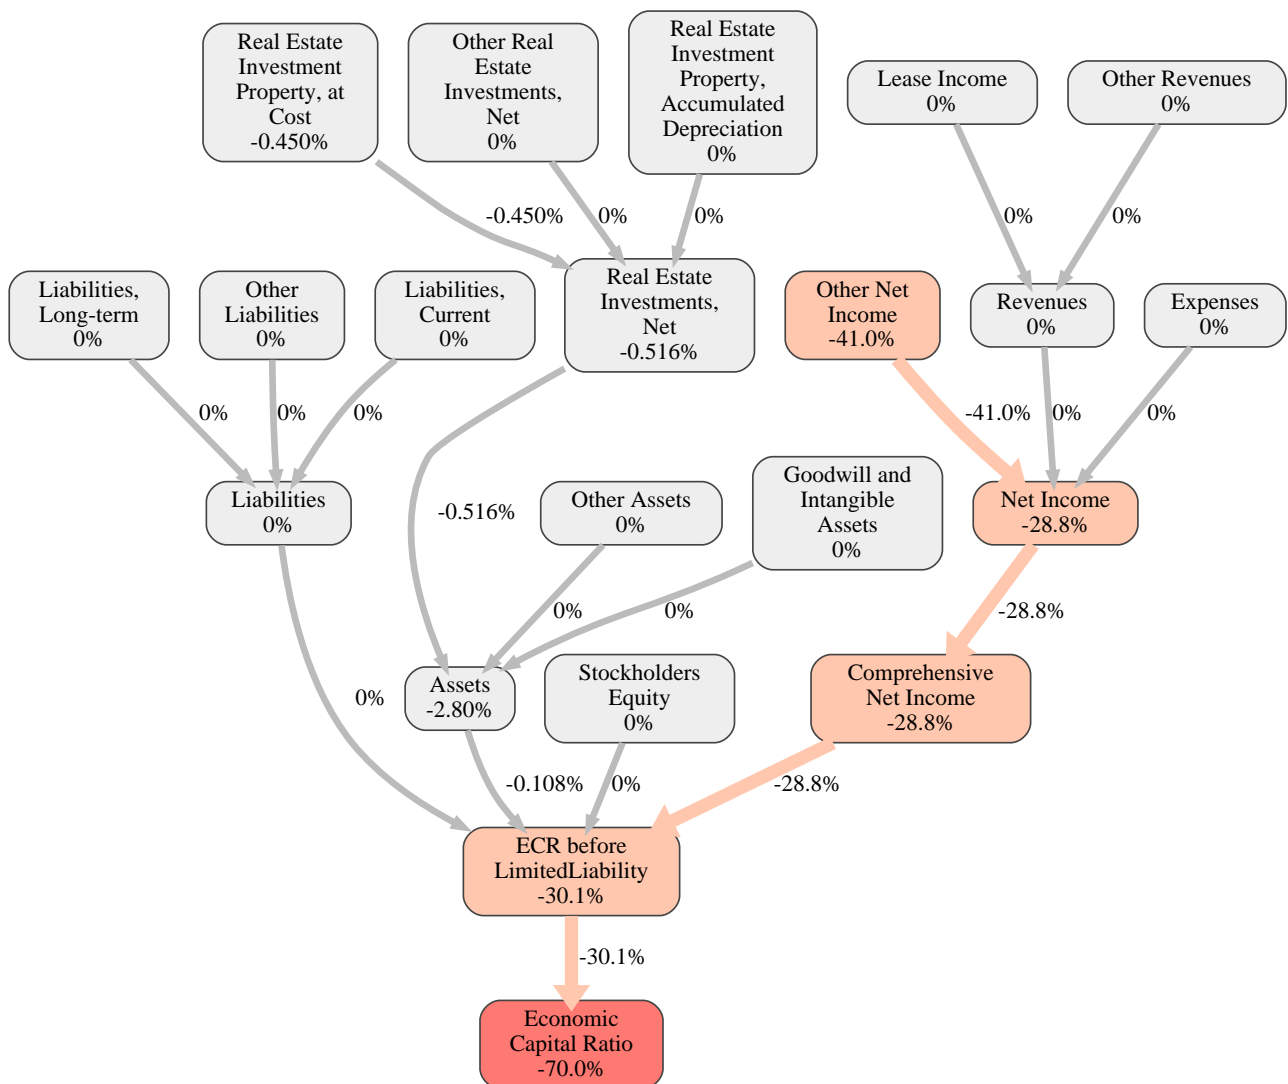 Real Estate
Investment
Property, at
Cost
-0.450%
Other Real
Estate
Investments,
Net
0%
Real Estate
Investment
Property,
Accumulated
Depreciation
0%
Lease Income
0%
Other Revenues
0%
-0.450%
0%
0%
0%
0%
Liabilities,
Long-term
0%
Other
Liabilities
0%
Liabilities,
Current
0%
Real Estate
Investments,
Net
-0.516%
Other Net
Income
-41.0%
Revenues
0%
Expenses
0%
0%
0%
0%
-41.0%
0%
0%
Liabilities
0%
-0.516%
Other Assets
0%
Goodwill and
Intangible
Assets
0%
Net Income
-28.8%
0%
0%
-28.8%
0%
Assets
-2.80%
Stockholders
Equity
0%
Comprehensive
Net Income
-28.8%
-0.108%
0%
-28.8%
ECR before
LimitedLiability
-30.1%
-30.1%
Economic
Capital Ratio
-70.0%